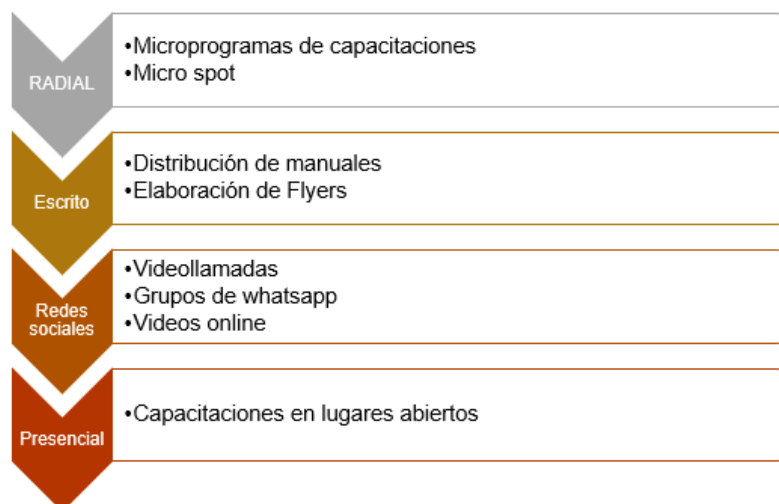 RADIAL
•Microprogramas de capacitaciones
•Micro spot
Escrito
•Distribución de manuales
•Elaboración de Flyers
Redes
sociales
•Videollamadas
•Grupos de whatsapp
•Videos online
Presencial
•Capacitaciones en lugares abiertos